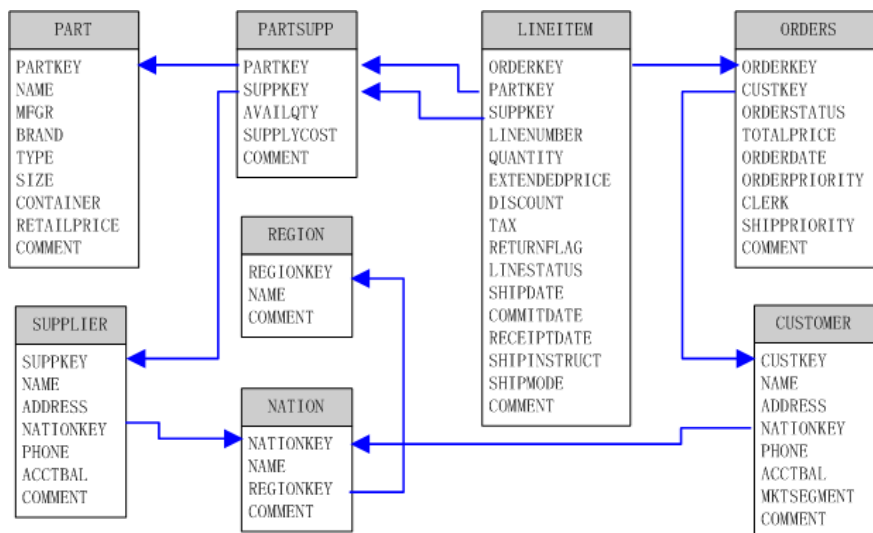 PART
PARTKEY
NAME
MFGR
BRAND
TYPE
SIZE
CONTAINER
RETAILPRICE
COMMENT
PARTSUPP
PARTKEY
SUPPKEY
AVAILQTY
SUPPLYCOST
COMMENT
LINEITEM
ORDERKEY
PARTKEY
SUPPKEY
LINENUMBER
QUANTITY
EXTENDEDPRICE
DISCOUNT
TAX
RETURNFLAG
LINESTATUS
SHIPDATE
COMMITDATE
RECEIPTDATE
SHIPINSTRUCT
SHIPMODE
COMMENT
ORDERS
ORDERKEY
CUSTKEY
ORDERSTATUS
TOTALPRICE
ORDERDATE
ORDERPRIORITY
CLERK
SHIPPRIORITY
COMMENT
REGION
REGIONKEY
NAME
COMMENT
SUPPLIER
SUPPKEY
NAME
ADDRESS
NATIONKEY
PHONE
ACCTBAL
COMMENT
NATION
NATIONKEY
NAME
REGIONKEY
COMMENT
CUSTOMER
CUSTKEY
NAME
ADDRESS
NATIONKEY
PHONE
ACCTBAL
MKTSEGMENT
COMMENT